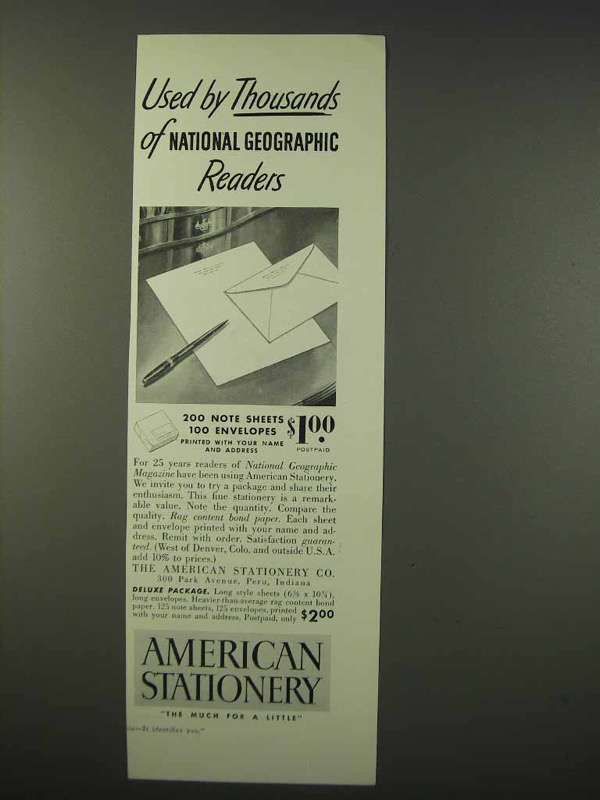 Used by Thousands
of NATIONAL GEOGRAPHIC
Readers
200 NOTE SHEETS
100 ENVELOPES
PRINTED WITH YOUR NAME
AND ADDRESS
$1.00
POSTPAID
For 25 years readers of National Geographic
Magazine have been using American Stationery.
We invite you to try a package and share their
enthusiasm. This fine stationery is a remark-
able value. Note the quantity. Compare the
quality. Rag content bond paper. Each sheet
and envelope printed with your name and ad-
dress. Remit with order. Satisfaction guaran-
teed. (West of Denver, Colo. and outside U.S.A.
add 10% to prices.)
THE AMERICAN STATIONERY CO.
300 Park Avenue, Peru, Indiana
DELUXE PACKAGE. Long style sheets
long envelopes. Heavier-than-average rag content bond
paper. 125 note sheets, 125 envelopes, printed
with your name and address. Postpaid, only $2.00
AMERICAN
STATIONERY
"THE MUCH FOR A LITTLE"
It identifies you."